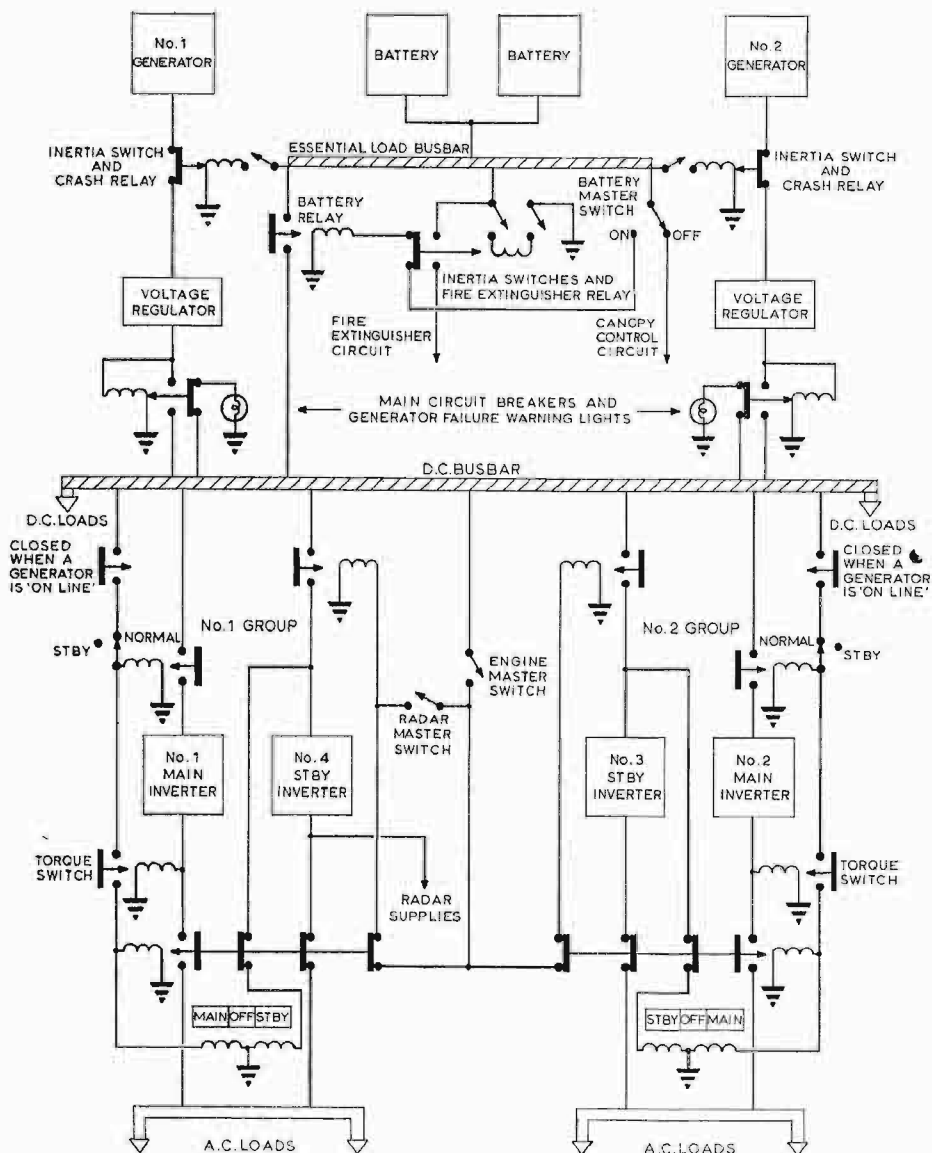 No.1
GENERATOR
BATTERY
BATTERY
No.2
GENERATOR
INERTIA SWITCH
AND
CRASH RELAY
ESSENTIAL LOAD BUSBAR
INERTIA SWITCH
AND
CRASH RELAY
BATTERY
RELAY
BATTERY
MASTER
SWITCH
ON
OFF
INERTIA SWITCHES AND
FIRE EXTINGUISHER RELAY
VOLTAGE
REGULATOR
VOLTAGE
REGULATOR
FIRE
EXTINGUISHER
CIRCUIT
CANOPY
CONTROL
CIRCUIT
MAIN CIRCUIT BREAKERS AND
GENERATOR FAILURE WARNING LIGHTS
D.C. BUSBAR
D.C. LOADS
D.C. LOADS
CLOSED
WHEN A
GENERATOR
IS 'ON LINE'
CLOSED
WHEN A
GENERATOR
IS 'ON LINE'
No.1 GROUP
No.2 GROUP
NORMAL
STBY
NORMAL
STBY
ENGINE
MASTER
SWITCH
RADAR
MASTER
SWITCH
No.1
MAIN
INVERTER
No.4
STBY
INVERTER
No.3
STBY
INVERTER
No.2
MAIN
INVERTER
TORQUE
SWITCH
TORQUE
SWITCH
RADAR
SUPPLIES
MAIN OFF STBY
STBY OFF MAIN
A.C. LOADS
A.C. LOADS